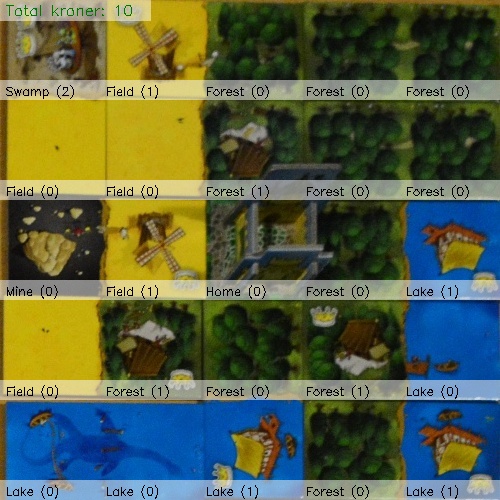 Total kroner: 10
Swamp (2) Field (1) Forest (0) Forest (0) Forest (0)
Field (0) Field (0) Forest (1) Forest (0) Forest (0)
Mine (0) Field (1) Home (0) Forest (0) Lake (1)
Field (0) Forest (1) Forest (0) Forest (1) Lake (0)
Lake (0) Lake (0) Lake (1) Forest (0) Lake (1)